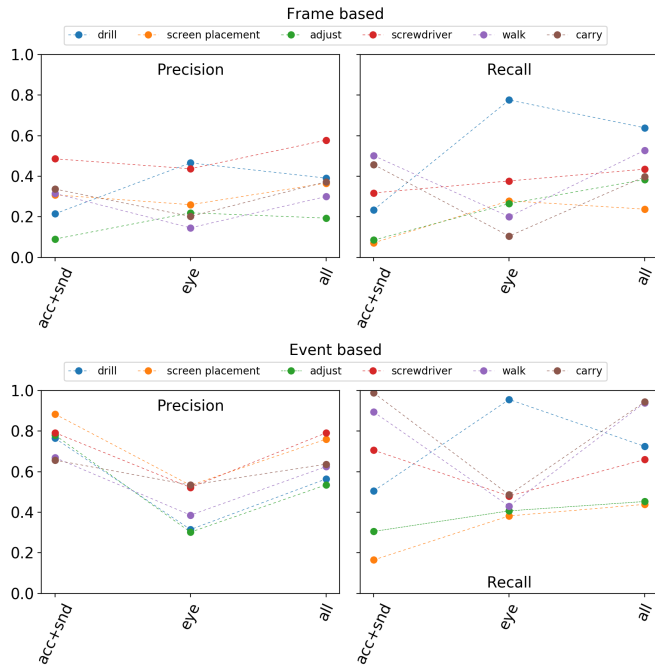 Frame based
drill screen placement adjust screwdriver walk carry
Precision Recall
1.0
0.8
0.6
0.4
0.2
0.0
acc+snd eye all acc+snd eye all
Event based
drill screen placement adjust screwdriver walk carry
Precision
1.0
0.8
0.6
0.4
0.2
0.0
Recall
acc+snd eye all acc+snd eye all